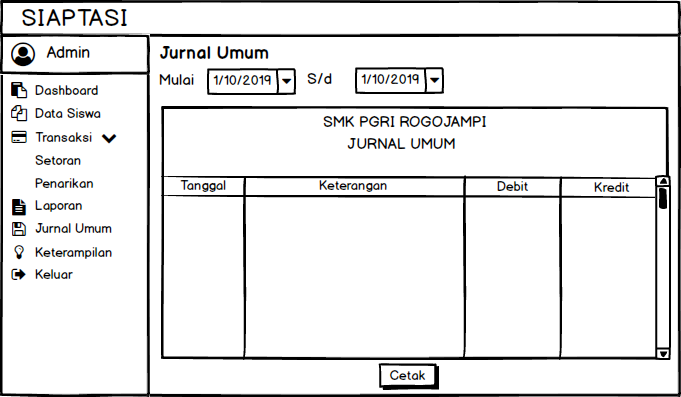 SIAPTASI
Admin
Dashboard
Data Siswa
Transaksi
Setoran
Penarikan
Laporan
Jurnal Umum
Keterampilan
Keluar
Jurnal Umum
Mulai 1/10/2019 S/d 1/10/2019
SMK PGRI ROGOJAMPI
JURNAL UMUM
Tanggal Keterangan Debit Kredit
Cetak